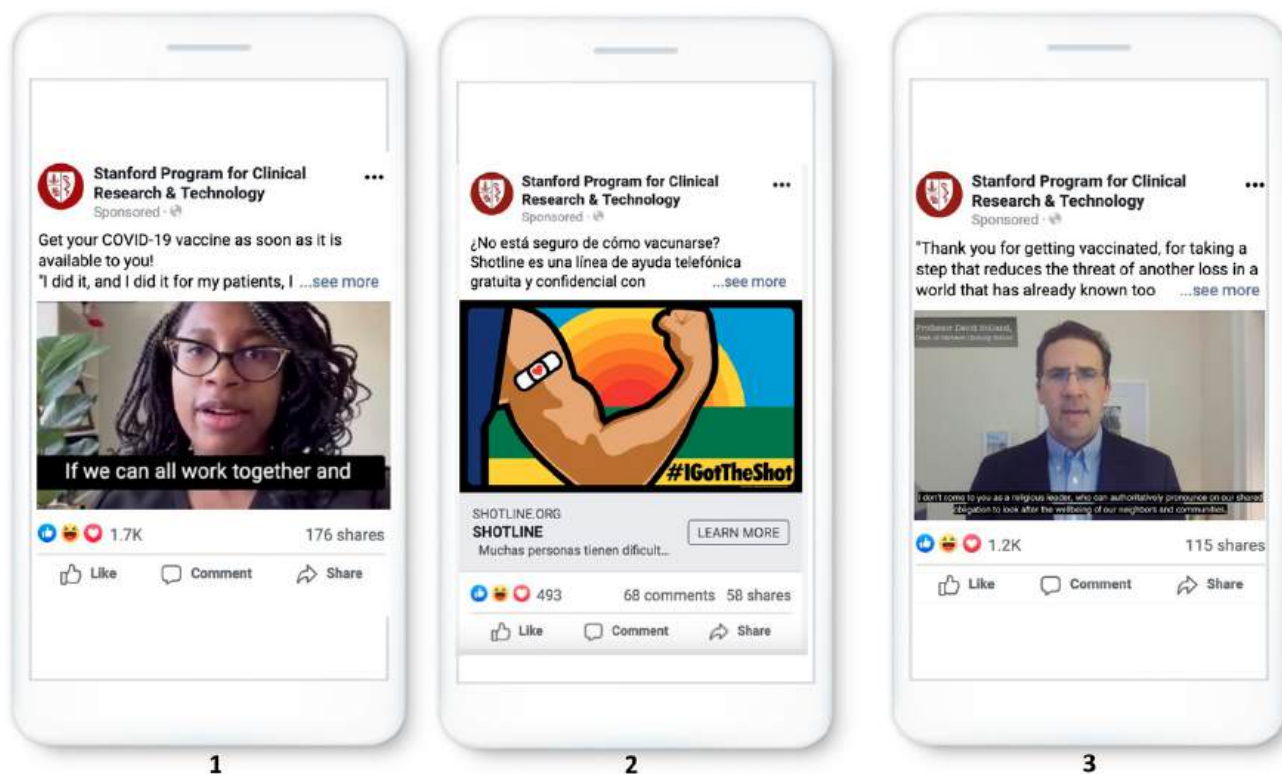 Stanford Program for Clinical
Research & Technology
Sponsored ·
Get your COVID-19 vaccine as soon as it is
available to you!
"I did it, and I did it for my patients, I ...see more
If we can all work together and
1.7K 176 shares
Like Comment Share
1
Stanford Program for Clinical
Research & Technology
Sponsored ·
¿No está seguro de cómo vacunarse?
Shotline es una línea de ayuda telefónica
gratuita y confidencial con ...see more
#IGotTheShot
SHOTLINE.ORG
SHOTLINE
LEARN MORE
Muchas personas tienen dificult...
493 68 comments 58 shares
Like Comment Share
2
Stanford Program for Clinical
Research & Technology
Sponsored ·
"Thank you for getting vaccinated, for taking a
step that reduces the threat of another loss in a
world that has already known too ...see more
Professor David Holland,
I don't come to you as a religious leader, who can authoritatively pronounce on our shared
obligation to look after the wellbeing of our neighbors and communities.
1.2K 115 shares
Like Comment Share
3